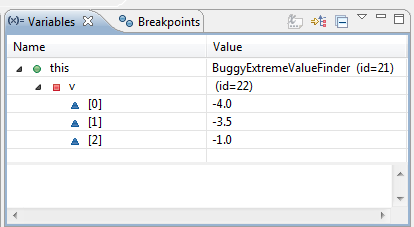 (x)= Variables Breakpoints
Name Value
this BuggyExtremeValueFinder (id=21)
v (id=22)
[0] -4.0
[1] -3.5
[2] -1.0